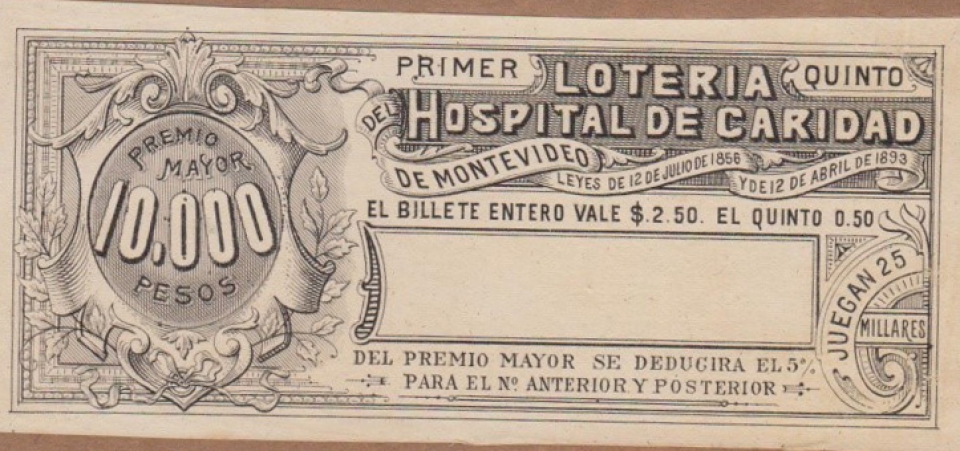 PREMIO
MAYOR
10.000
PESOS
PRIMER
QUINTO
LOTERIA
DEL
HOSPITAL DE CARIDAD
DE MONTEVIDEO
LEYES DE 12 DE JULIO DE 1856
Y DE 12 DE ABRIL DE 1893
EL BILLETE ENTERO VALE $.2.50. EL QUINTO 0.50
JUEGAN 25
MILLARES
DEL PREMIO MAYOR SE DEDUCIRA EL 5%
PARA EL Nº ANTERIOR Y POSTERIOR